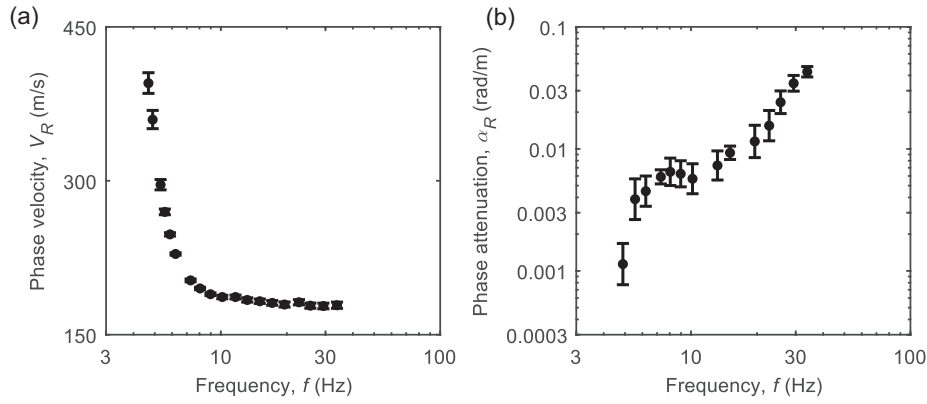 (a)
450
300
150
Phase velocity, V_R (m/s)
3 10 30 100
Frequency, f (Hz)
(b)
0.1
0.03
0.01
0.003
0.001
0.0003
Phase attenuation, α_R (rad/m)
3 10 30 100
Frequency, f (Hz)